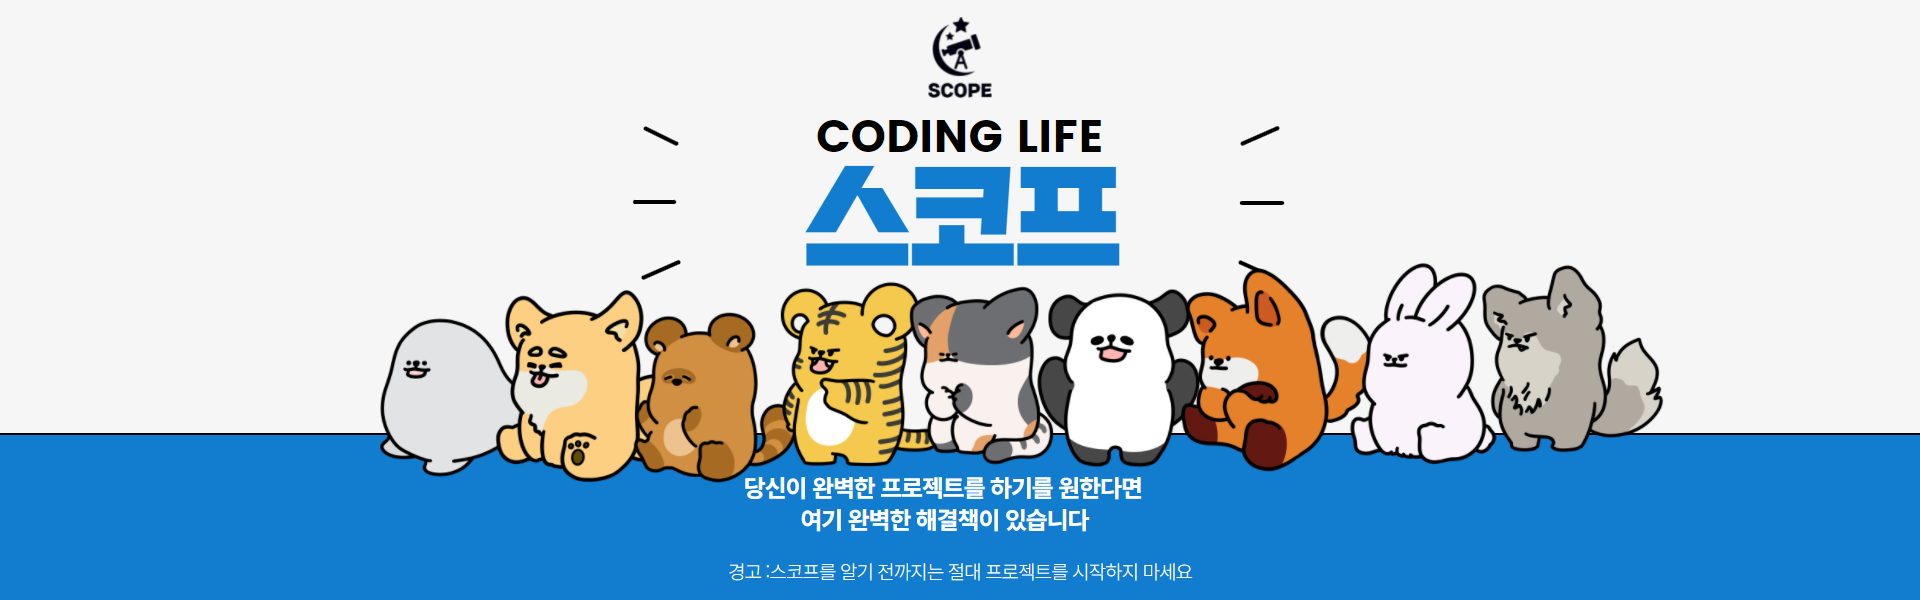 SCOPE
CODING LIFE
스코프
당신이 완벽한 프로젝트를 하기를 원한다면
여기 완벽한 해결책이 있습니다
경고 :스코프를 알기 전까지는 절대 프로젝트를 시작하지 마세요